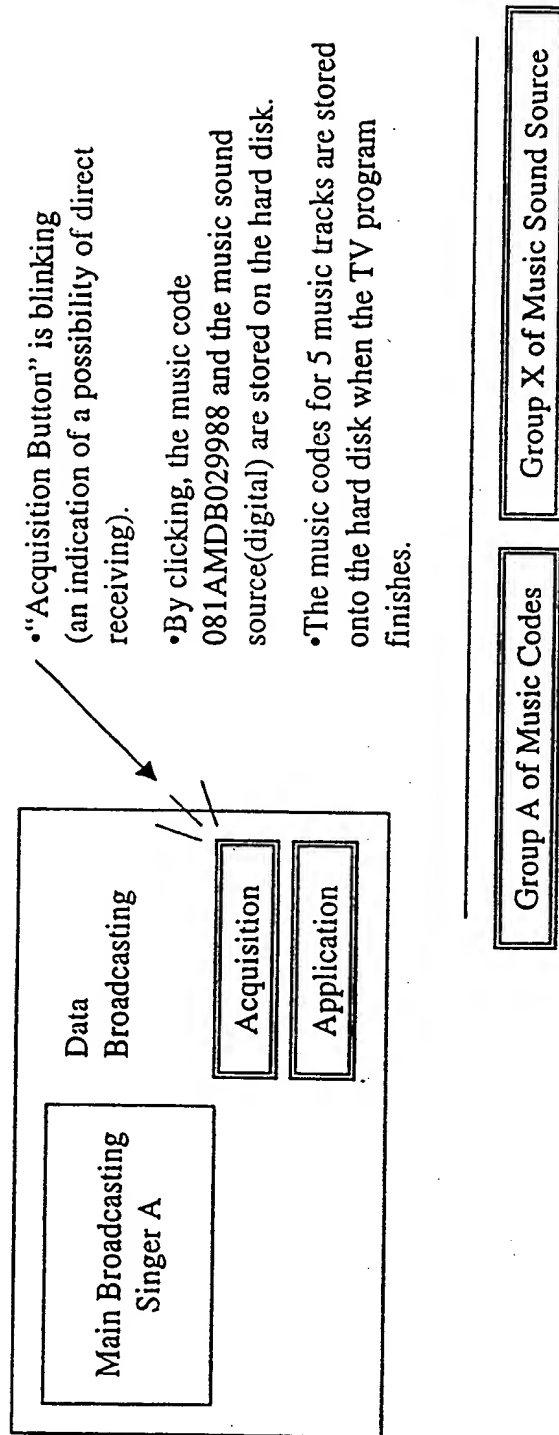 Main Broadcasting
Singer A
Data
Broadcasting
Acquisition
Application
•“Acquisition Button” is blinking
(an indication of a possibility of direct
receiving).
•By clicking, the music code
081AMDB029988 and the music sound
source(digital) are stored on the hard disk.
•The music codes for 5 music tracks are stored
onto the hard disk when the TV program
finishes.
Group A of Music Codes
Group X of Music Sound Source